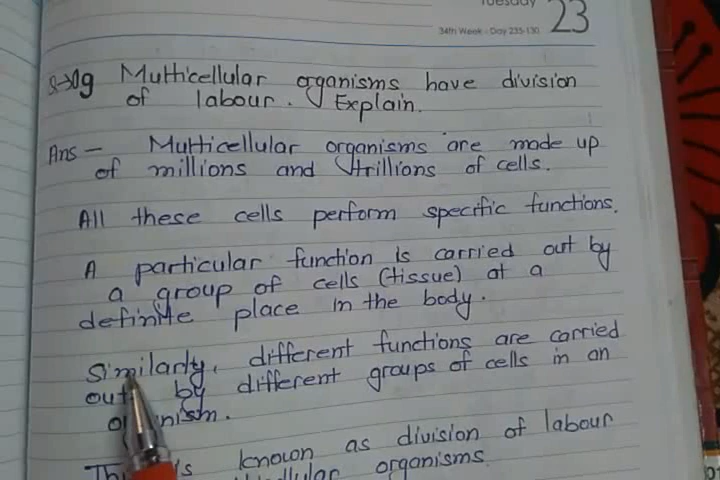 Tuesday 23
34th Week - Day 235-130
Q→19 Multicellular organisms have division
of labour. Explain.
Ans - Multicellular organisms are made up
of millions and trillions of cells.
All these cells perform specific functions.
A particular function is carried out by
a group of cells (tissue) at a
definite place in the body.
Similarly, different functions are carried
out by different groups of cells in an
organism.
This is known as division of labour
organisms.